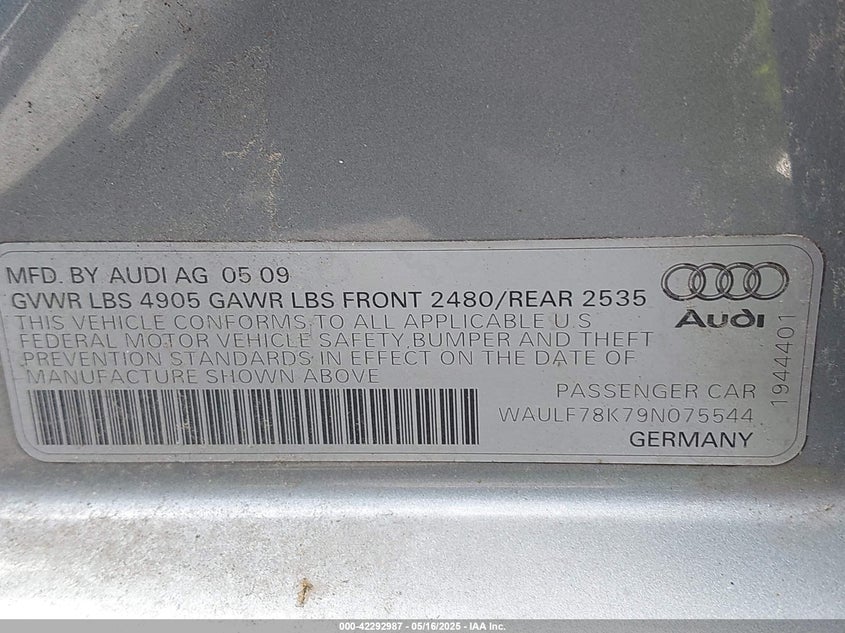 MFD. BY AUDI AG 05 09
GVWR LBS 4905 GAWR LBS FRONT 2480/REAR 2535
THIS VEHICLE CONFORMS TO ALL APPLICABLE U.S
FEDERAL MOTOR VEHICLE SAFETY,BUMPER AND THEFT
PREVENTION STANDARDS IN EFFECT ON THE DATE OF
MANUFACTURE SHOWN ABOVE
Audi
1944401
PASSENGER CAR
WAULF78K79N075544
GERMANY
000-42292987 - 05/16/2025 - IAA Inc.